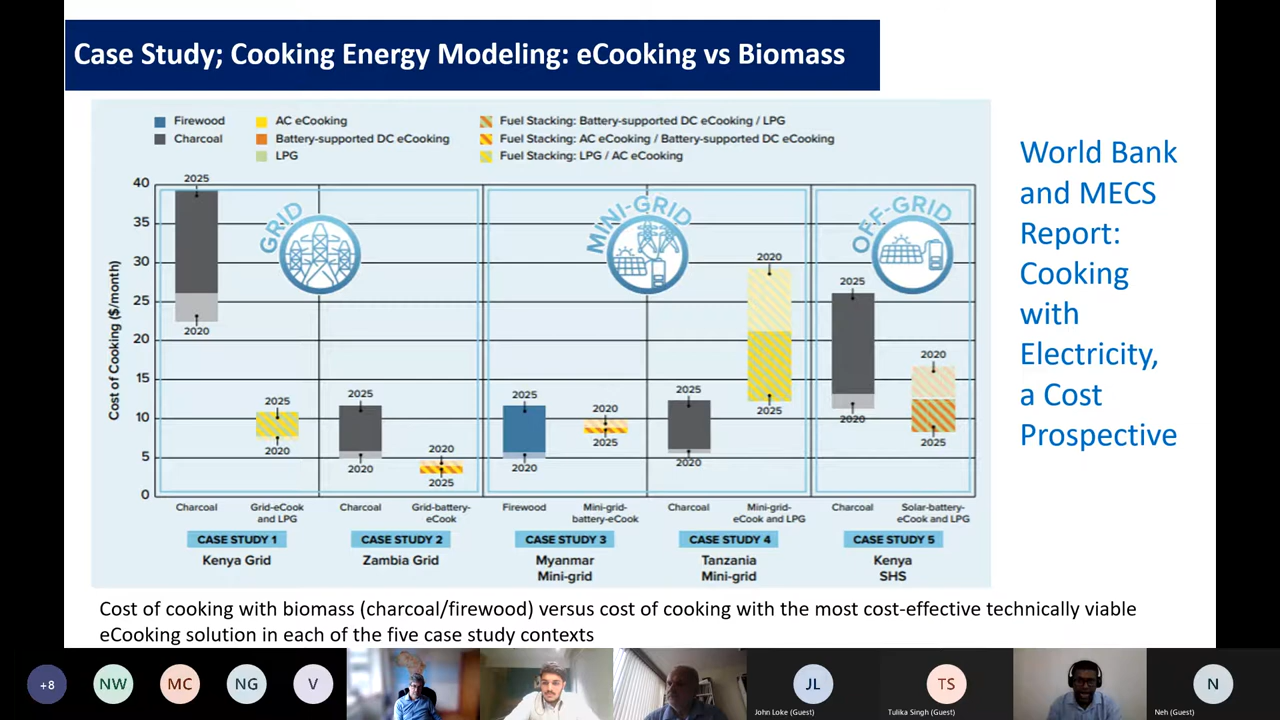 Case Study; Cooking Energy Modeling: eCooking vs Biomass
Firewood
Charcoal
AC eCooking
Battery-supported DC eCooking
LPG
Fuel Stacking: Battery-supported DC eCooking / LPG
Fuel Stacking: AC eCooking / Battery-supported DC eCooking
Fuel Stacking: LPG / AC eCooking
Cost of Cooking ($/month)
40
35
30
25
20
15
10
5
0
GRID
MINI-GRID
OFF-GRID
2025
2020
2025
2020
2025
2020
2020
2025
2025
2020
2020
2025
2025
2020
2020
2025
2025
2020
2020
2025
Charcoal
Grid-eCook
and LPG
Charcoal
Grid-battery-
eCook
Firewood
Mini-grid-
battery-eCook
Charcoal
Mini-grid-
eCook and LPG
Charcoal
Solar-battery-
eCook and LPG
CASE STUDY 1
CASE STUDY 2
CASE STUDY 3
CASE STUDY 4
CASE STUDY 5
Kenya Grid
Zambia Grid
Myanmar
Mini-grid
Tanzania
Mini-grid
Kenya
SHS
World Bank
and MECS
Report:
Cooking
with
Electricity,
a Cost
Prospective
Cost of cooking with biomass (charcoal/firewood) versus cost of cooking with the most cost-effective technically viable
eCooking solution in each of the five case study contexts
+8
NW
MC
NG
V
JL
John Loke (Guest)
TS
Tulika Singh (Guest)
N
Neh (Guest)